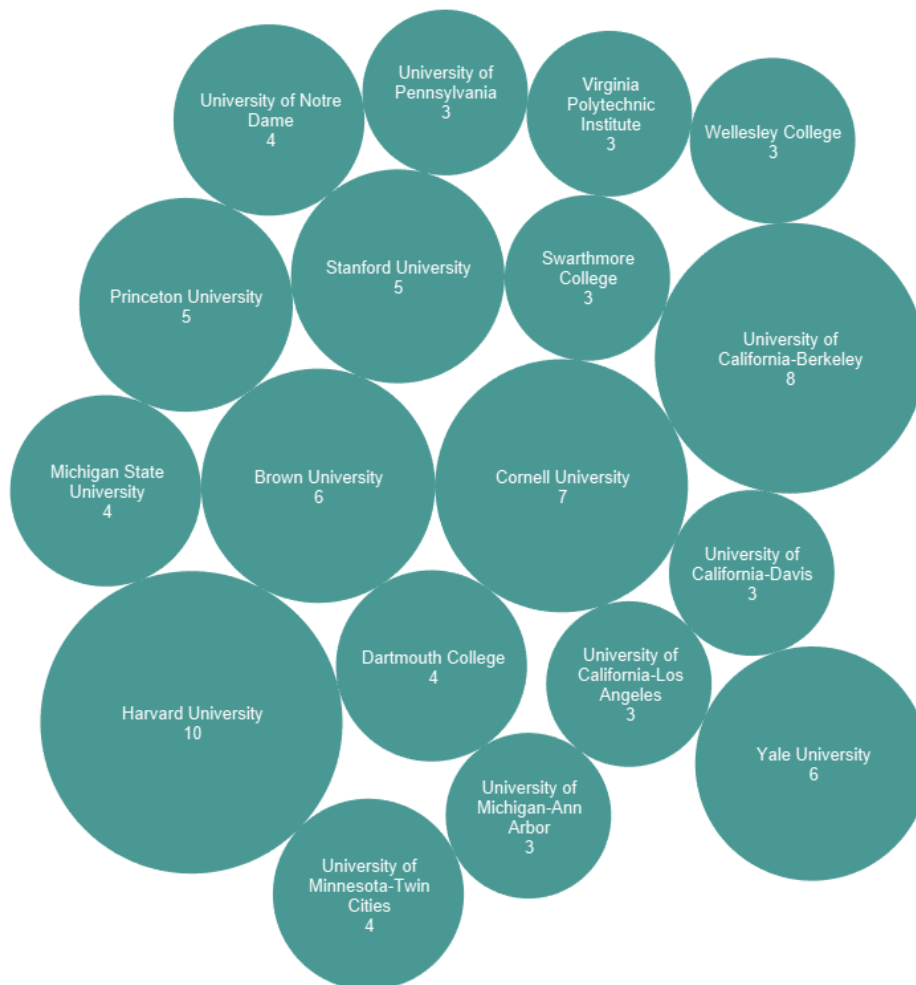 University of Notre
Dame
4
University of
Pennsylvania
3
Virginia
Polytechnic
Institute
3
Wellesley College
3
Princeton University
5
Stanford University
5
Swarthmore
College
3
University of
California-Berkeley
8
Michigan State
University
4
Brown University
6
Cornell University
7
University of
California-Davis
3
Harvard University
10
Dartmouth College
4
University of
California-Los
Angeles
3
Yale University
6
University of
Michigan-Ann
Arbor
3
University of
Minnesota-Twin
Cities
4